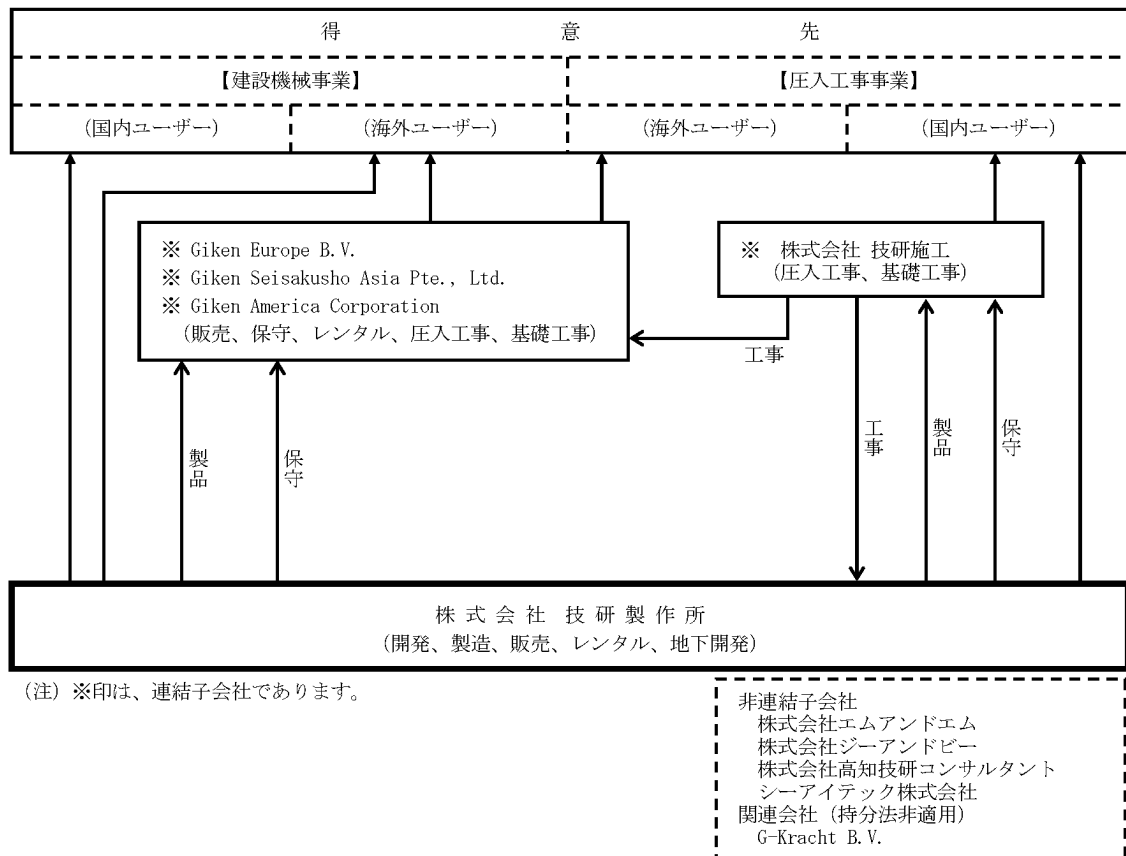 得 意 先
【建設機械事業】 【圧入工事事業】
(国内ユーザー) (海外ユーザー) (海外ユーザー) (国内ユーザー)
※ Giken Europe B.V.
※ Giken Seisakusho Asia Pte., Ltd.
※ Giken America Corporation
(販売、保守、レンタル、圧入工事、基礎工事)
※ 株式会社 技研施工
(圧入工事、基礎工事)
工事
製品
保守
工事
製品
保守
株式会社 技研製作所
(開発、製造、販売、レンタル、地下開発)
(注) ※印は、連結子会社であります。
非連結子会社
株式会社エムアンドエム
株式会社ジーアンドビー
株式会社高知技研コンサルタント
シーアイテック株式会社
関連会社 (持分法非適用)
G-Kracht B.V.